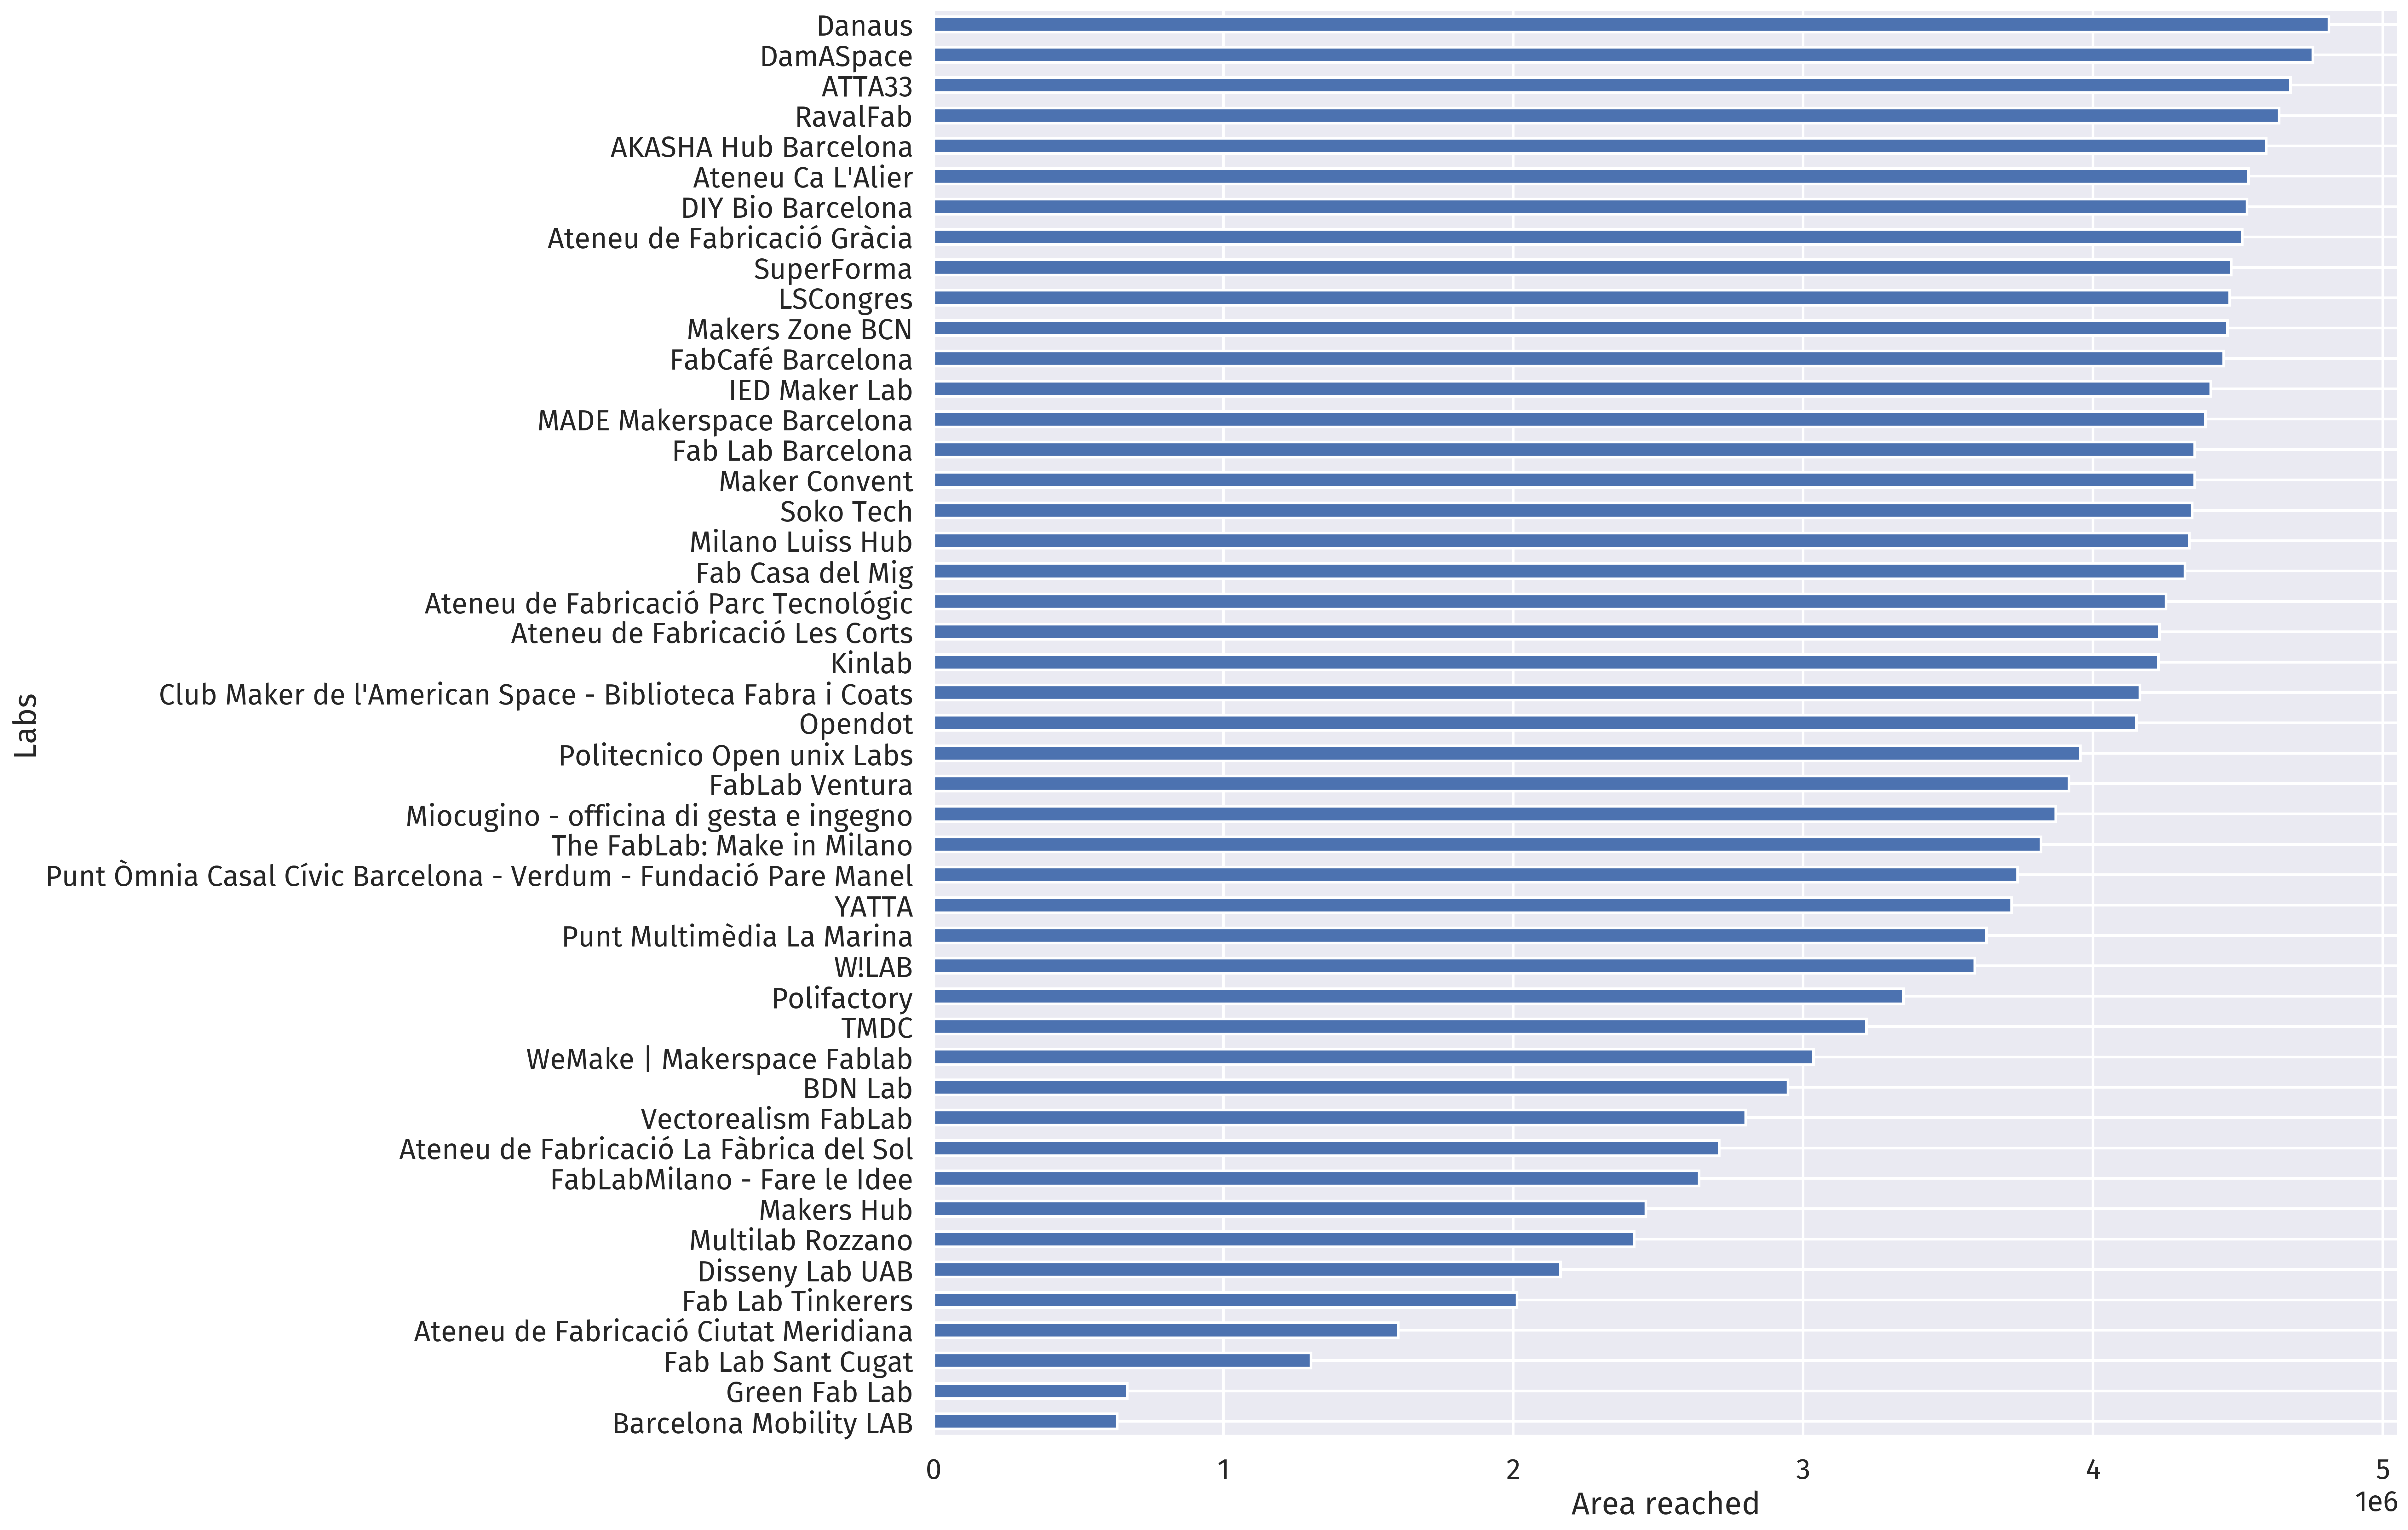 Danaus
DamASpace
ATTA33
RavalFab
AKASHA Hub Barcelona
Ateneu Ca L'Alier
DIY Bio Barcelona
Ateneu de Fabricació Gràcia
SuperForma
LSCongres
Makers Zone BCN
FabCafé Barcelona
IED Maker Lab
MADE Makerspace Barcelona
Fab Lab Barcelona
Maker Convent
Soko Tech
Milano Luiss Hub
Fab Casa del Mig
Ateneu de Fabricació Parc Tecnológic
Ateneu de Fabricació Les Corts
Kinlab
Club Maker de l'American Space - Biblioteca Fabra i Coats
Opendot
Politecnico Open unix Labs
FabLab Ventura
Miocugino - officina di gesta e ingegno
The FabLab: Make in Milano
Punt Òmnia Casal Cívic Barcelona - Verdum - Fundació Pare Manel
YATTA
Punt Multimèdia La Marina
W!LAB
Polifactory
TMDC
WeMake | Makerspace Fablab
BDN Lab
Vectorealism FabLab
Ateneu de Fabricació La Fàbrica del Sol
FabLabMilano - Fare le Idee
Makers Hub
Multilab Rozzano
Disseny Lab UAB
Fab Lab Tinkerers
Ateneu de Fabricació Ciutat Meridiana
Fab Lab Sant Cugat
Green Fab Lab
Barcelona Mobility LAB
Labs
0 1 2 3 4 5
Area reached
1e6